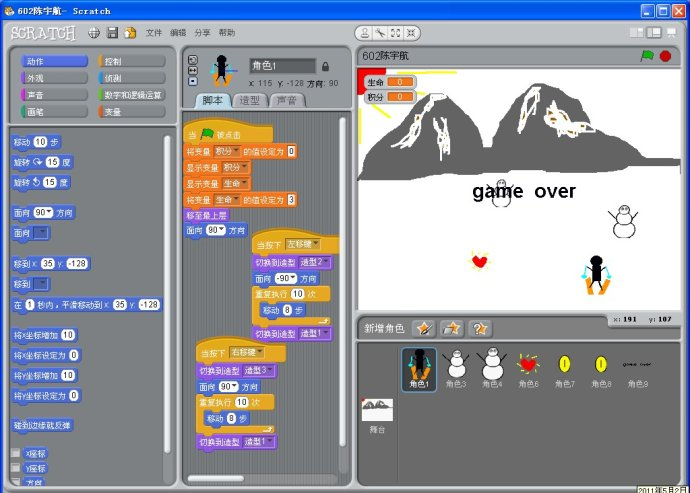 602陈宇航- Scratch
SCRATCH 文件 编辑 分享 帮助
动作 控制
外观 侦测
声音 数字和逻辑运算
画笔 变量
移动 10 步
旋转 15 度
旋转 15 度
面向 90 方向
面向
移到 x: 35 y: -128
移到
在 1 秒内，平滑移动到 x: 35 y: -128
将x坐标增加 10
将x坐标设定为 0
将y坐标增加 10
将y坐标设定为 0
碰到边缘就反弹
x坐标
y坐标
方向
角色1
x: 115 y: -128 方向: 90
脚本 造型 声音
当 被点击
将变量 积分 的值设定为 0
显示变量 积分
显示变量 生命
将变量 生命 的值设定为 3
移至最上层
面向 90 方向
当按下 左移键
切换到造型 造型2
面向 -90 方向
重复执行 10 次
移动 8 步
切换到造型 造型1
当按下 右移键
切换到造型 造型3
面向 90 方向
重复执行 10 次
移动 8 步
切换到造型 造型1
602陈宇航
生命 0
积分 0
game over
x: 191 y: 107
新增角色
角色1 角色3 角色4 角色6 角色7 角色8 角色9
game over
舞台
2011年5月2日